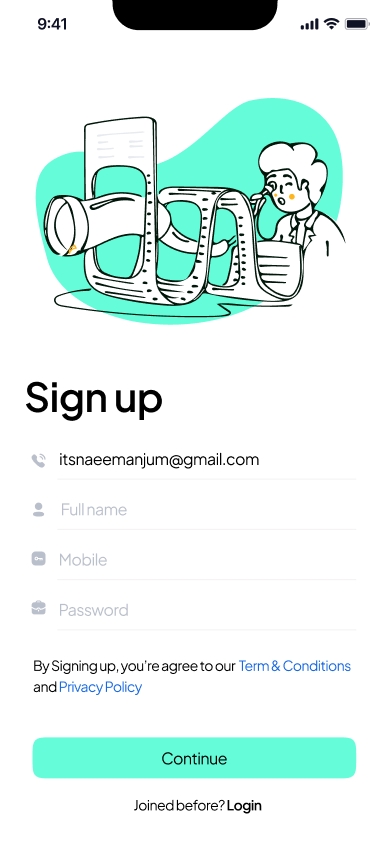 9:41
Sign up
itsnaeemanjum@gmail.com
Full name
Mobile
Password
By Signing up, you're agree to our Term & Conditions
and Privacy Policy
Continue
Joined before? Login